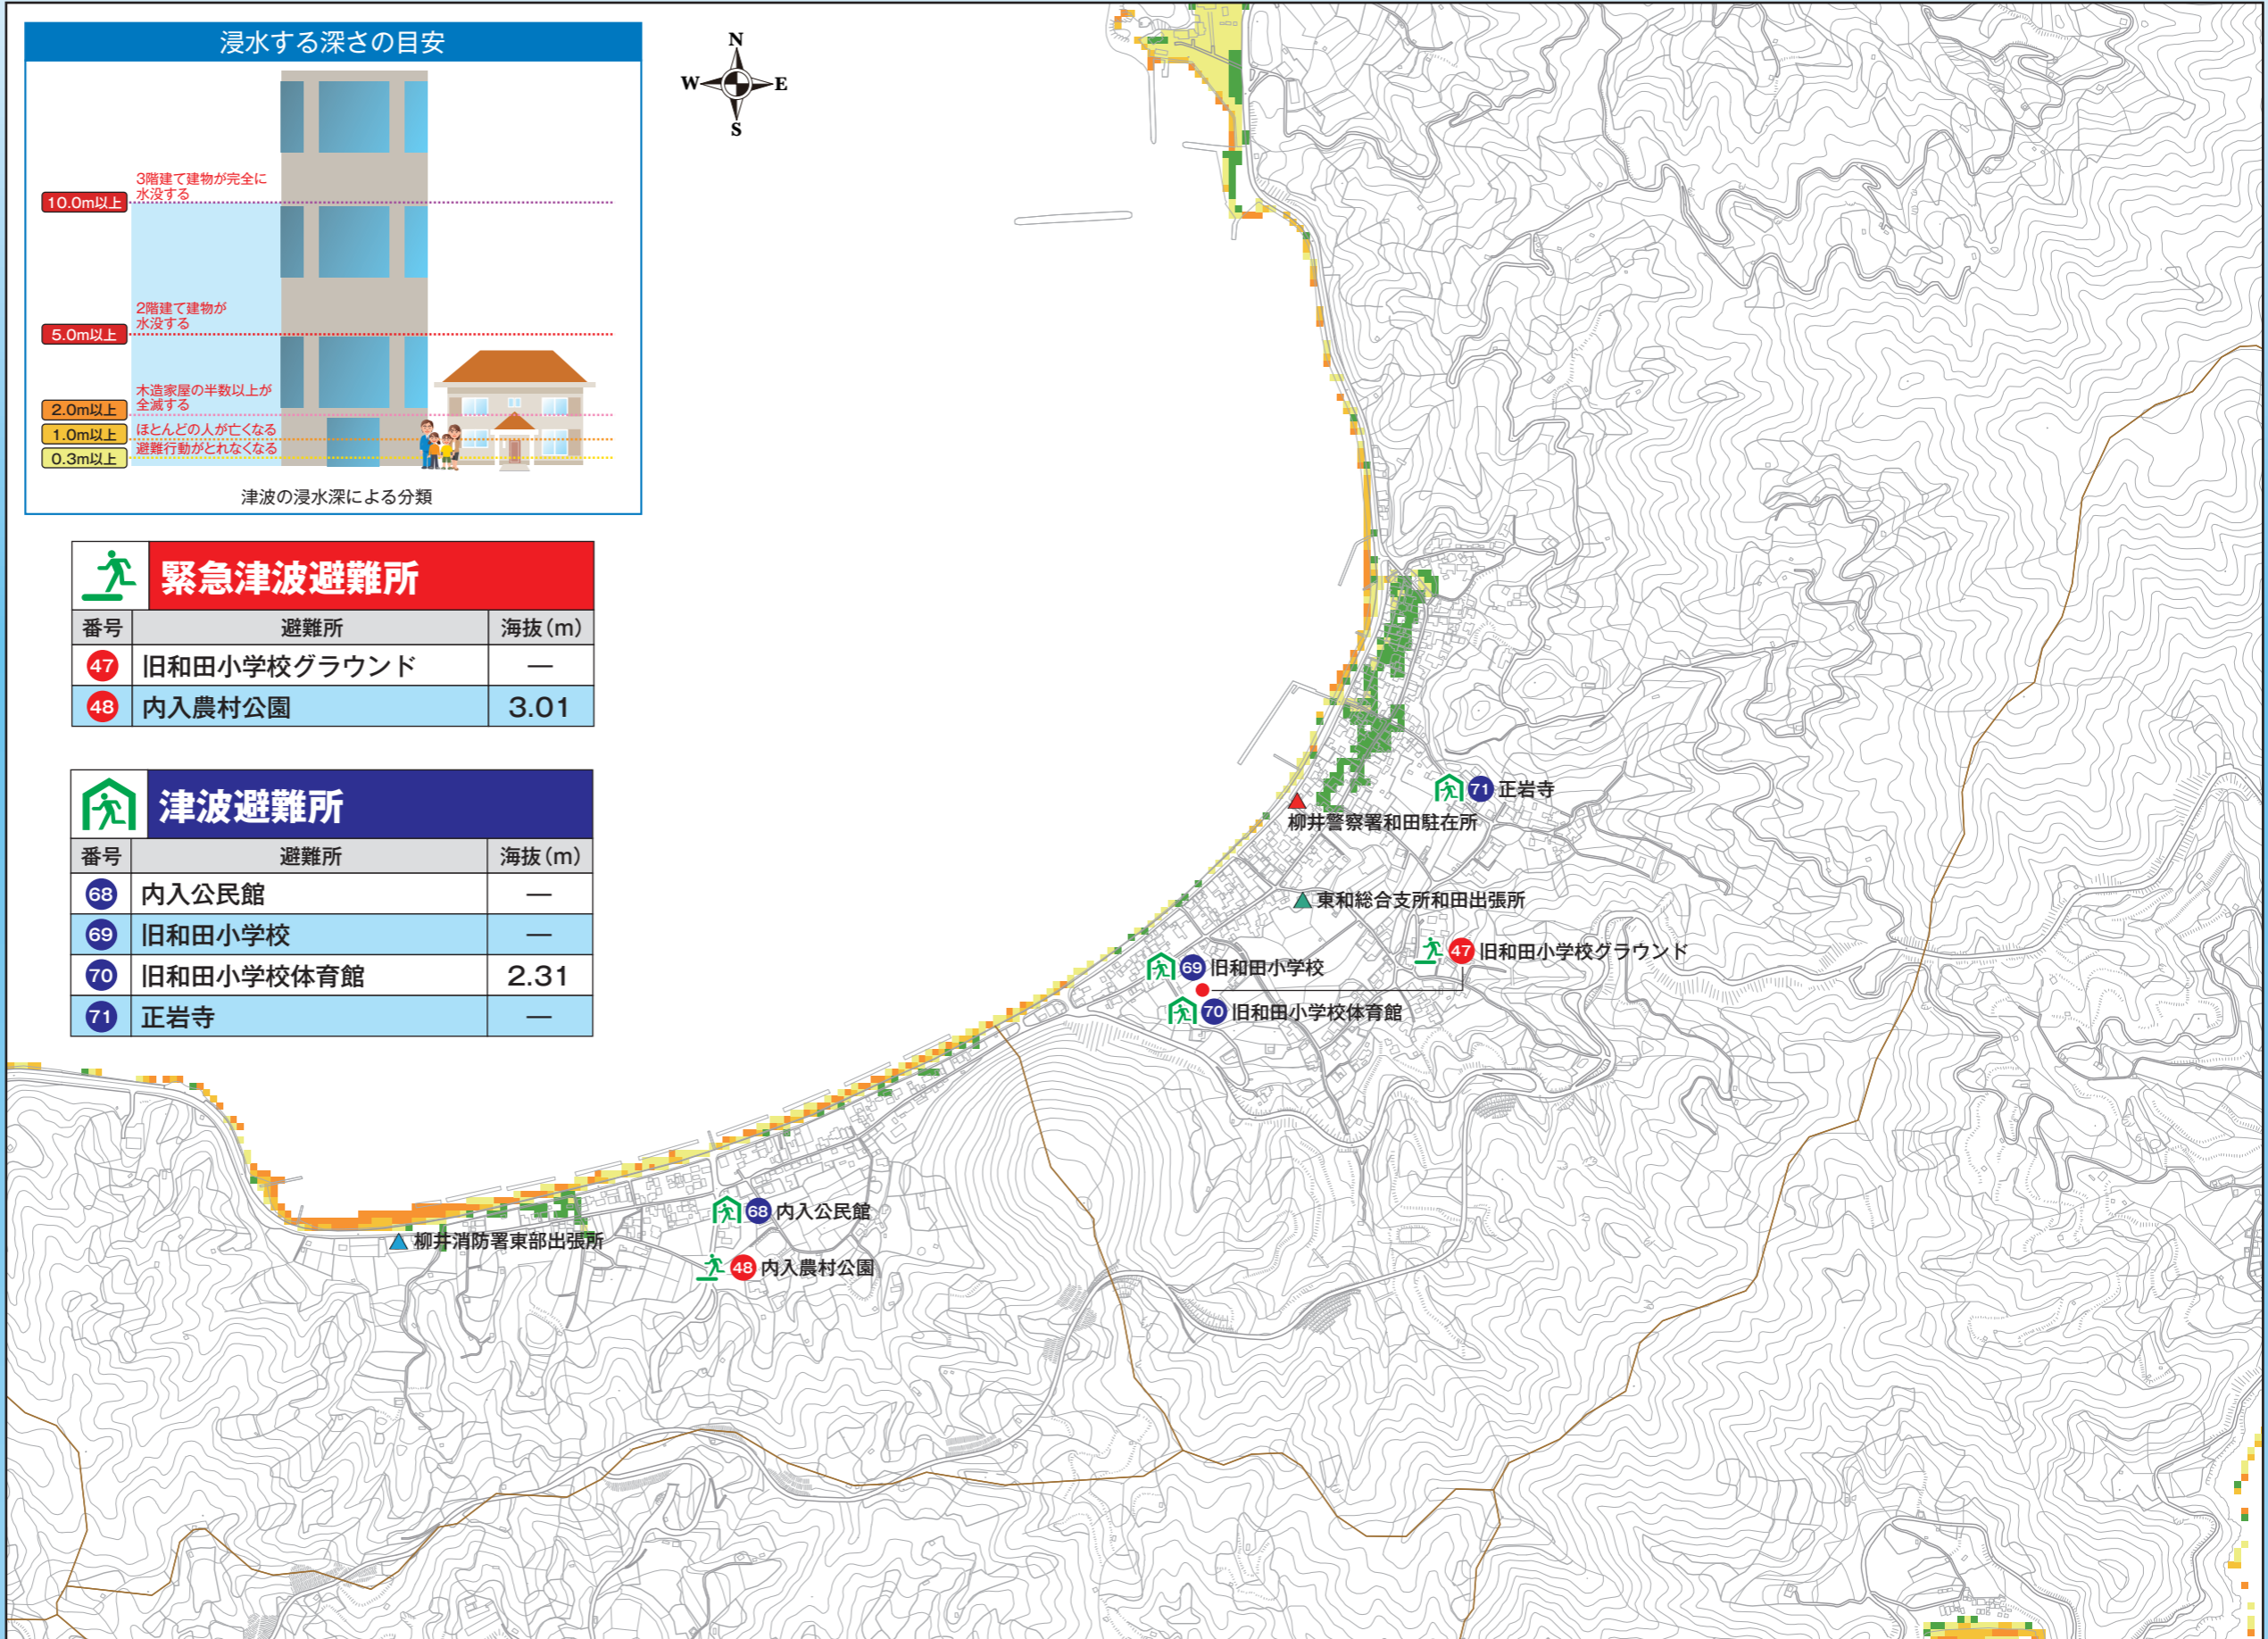 浸水する深さの目安
3階建て建物が完全に
水没する
10.0m以上
2階建て建物が
水没する
5.0m以上
木造家屋の半数以上が
全滅する
2.0m以上
ほとんどの人が亡くなる
1.0m以上
避難行動がとれなくなる
0.3m以上
津波の浸水深による分類
N
W E
S
緊急津波避難所
番号 避難所 海抜(m)
47 旧和田小学校グラウンド —
48 内入農村公園 3.01
津波避難所
番号 避難所 海抜(m)
68 内入公民館 —
69 旧和田小学校 —
70 旧和田小学校体育館 2.31
71 正岩寺 —
71 正岩寺
柳井警察署和田駐在所
東和総合支所和田出張所
47 旧和田小学校グラウンド
69 旧和田小学校
70 旧和田小学校体育館
68 内入公民館
柳井消防署東部出張所
48 内入農村公園